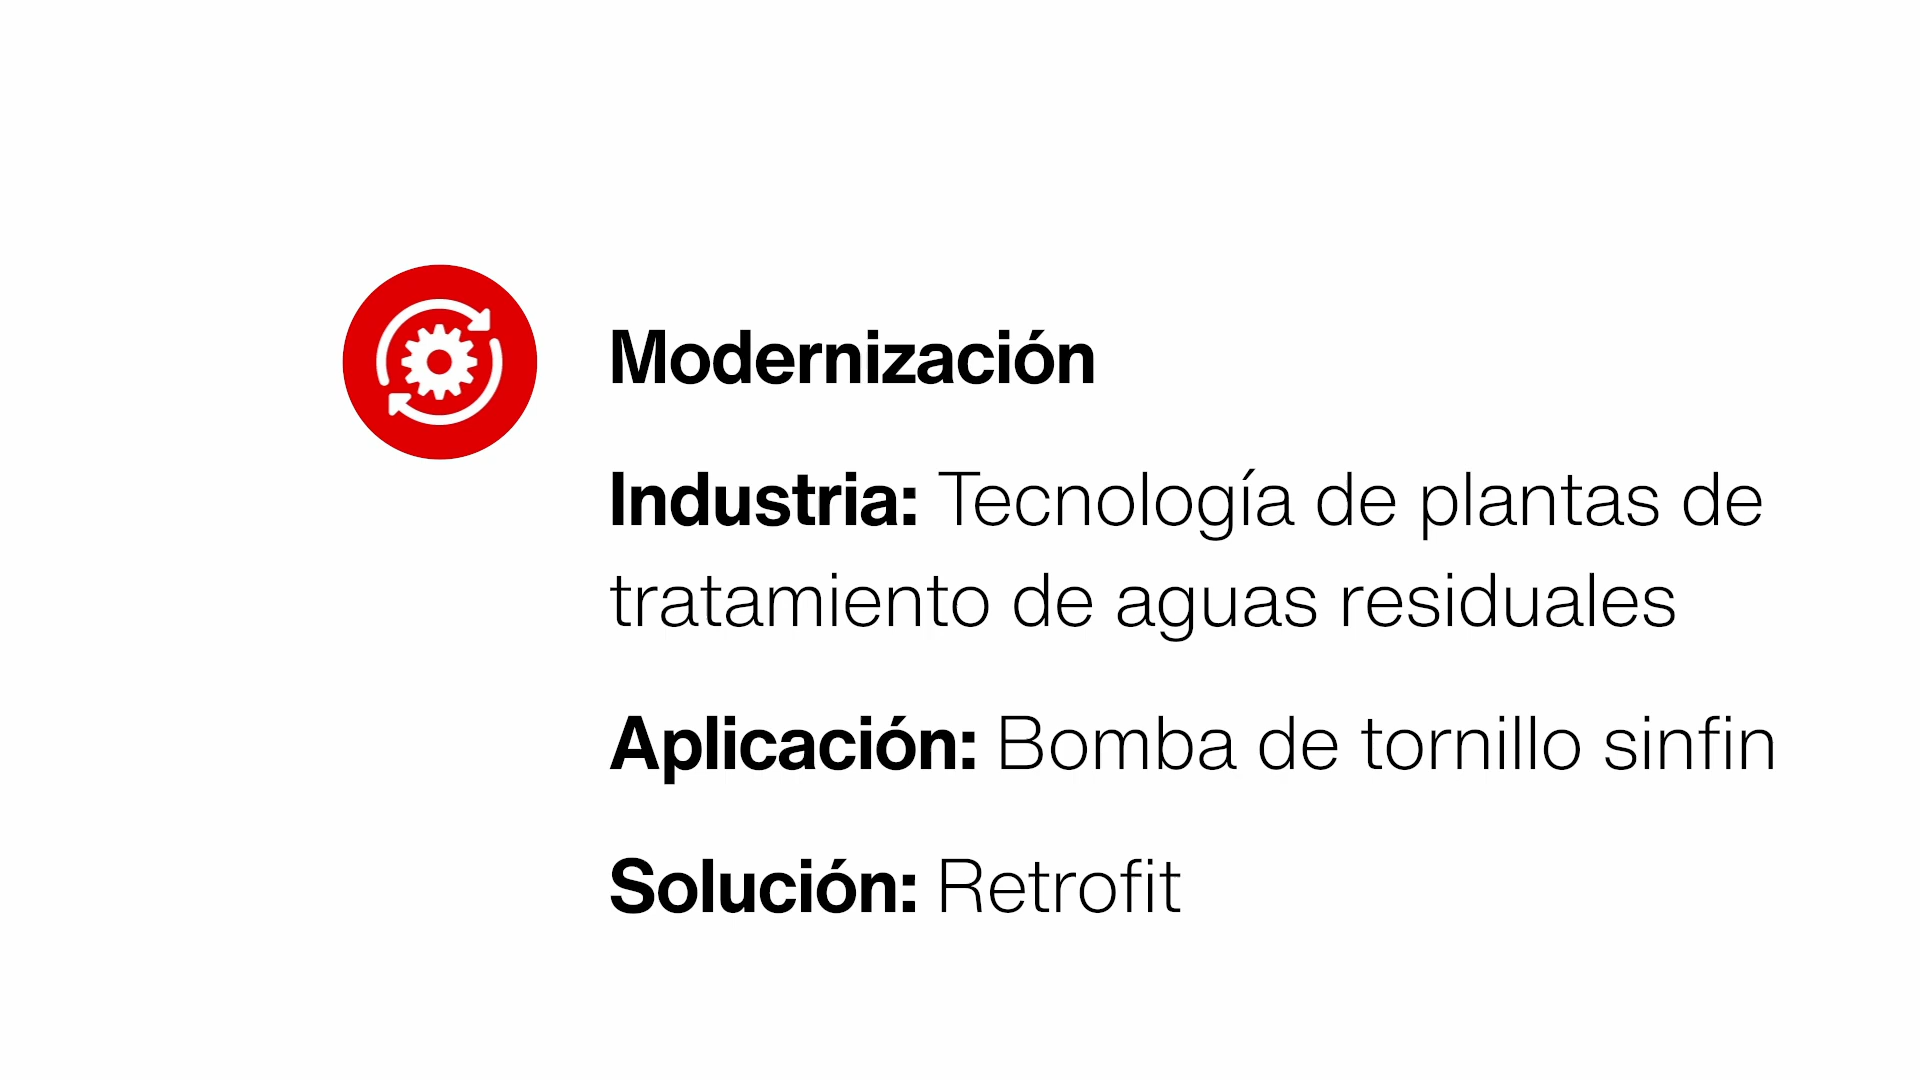 Modernización
Industria: Tecnología de plantas de
tratamiento de aguas residuales
Aplicación: Bomba de tornillo sinfin
Solución: Retrofit